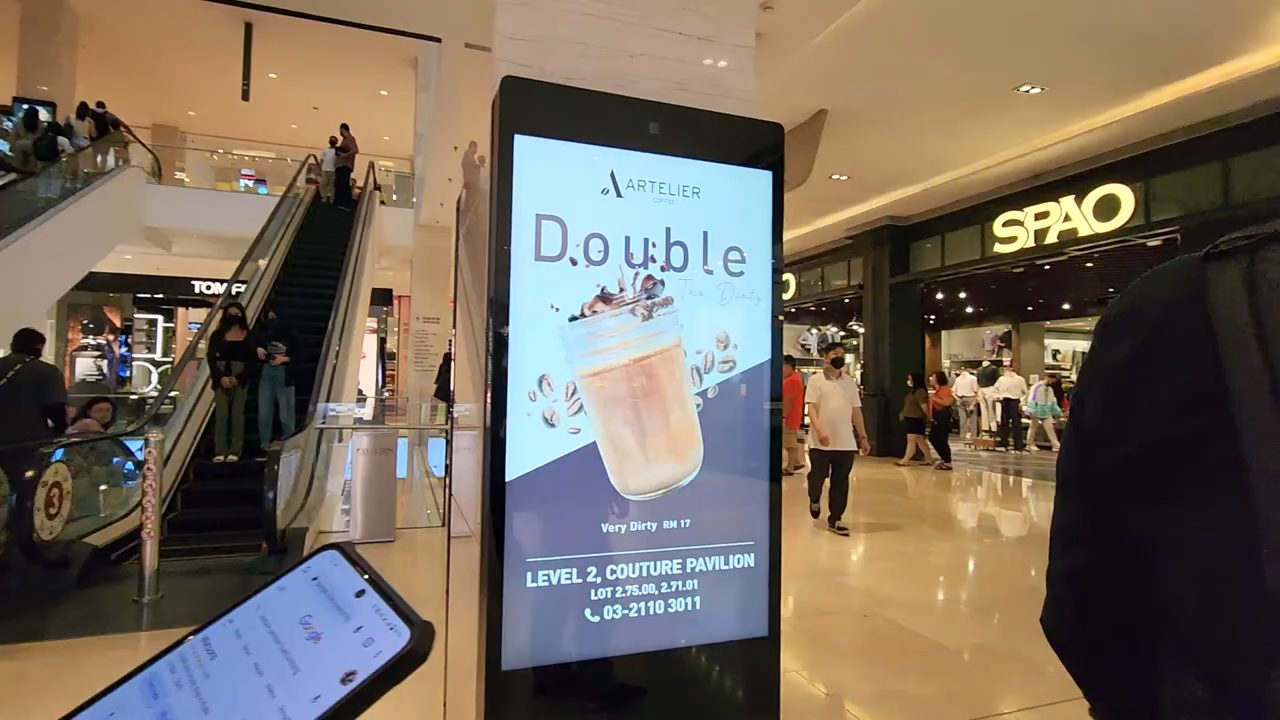 ARTELIER
COFFEE
Double
The Dirty
Very Dirty RM 17
LEVEL 2, COUTURE PAVILION
LOT 2.75.00, 2.71.01
03-2110 3011
SPAO
O
TOM F
3
Google